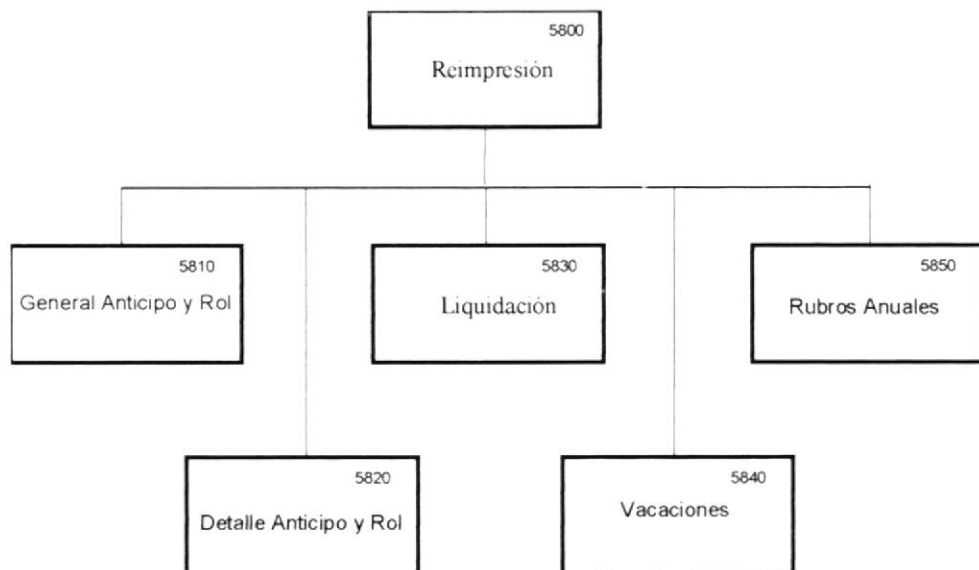 5800
Reimpresión
5810
General Anticipo y Rol
5830
Liquidación
5850
Rubros Anuales
5820
Detalle Anticipo y Rol
5840
Vacaciones